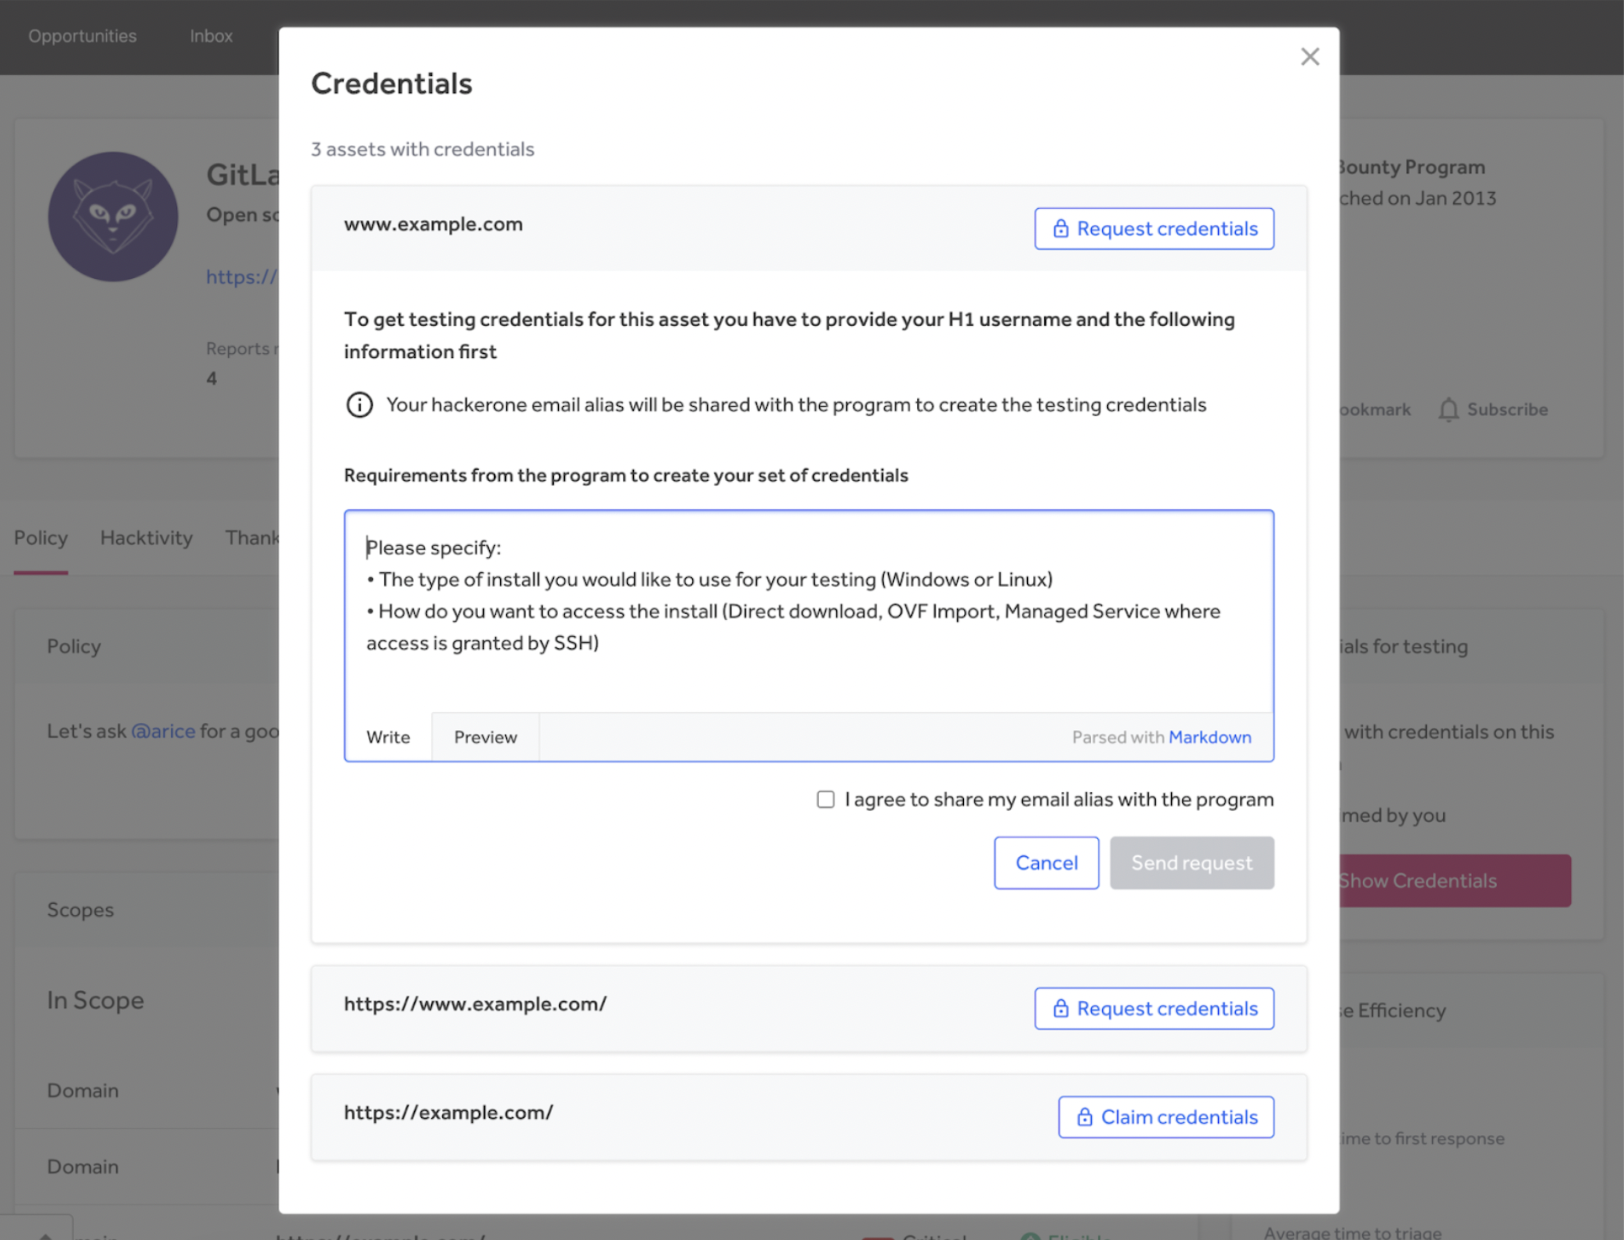 Opportunities Inbox
Credentials
3 assets with credentials
GitLa
Open sc
https://
Reports
4
Bounty Program
ched on Jan 2013
ookmark Subscribe
www.example.com
Request credentials
To get testing credentials for this asset you have to provide your H1 username and the following
information first
Your hackerone email alias will be shared with the program to create the testing credentials
Requirements from the program to create your set of credentials
Please specify:
• The type of install you would like to use for your testing (Windows or Linux)
• How do you want to access the install (Direct download, OVF Import, Managed Service where
access is granted by SSH)
Write Preview Parsed with Markdown
I agree to share my email alias with the program
Cancel Send request
https://www.example.com/
Request credentials
https://example.com/
Claim credentials
Policy Hacktivity Thank
Policy
Let's ask @arice for a goo
Scopes
In Scope
Domain
Domain
ials for testing
with credentials on this
med by you
Show Credentials
e Efficiency
ime to first response
Average time to triage